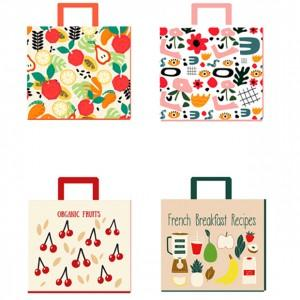 ORGANIC FRUITS
French Breakfast Recipes